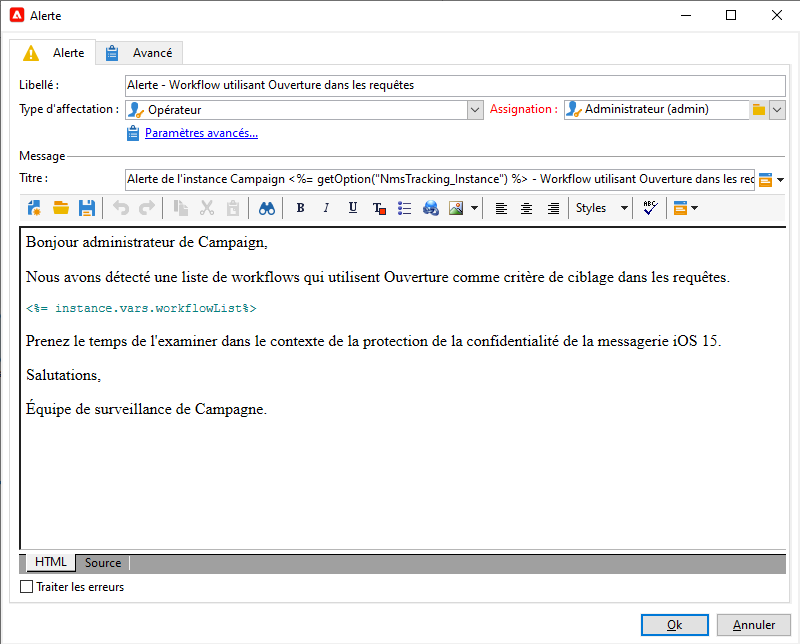 Alerte
Alerte Avancé
Libellé : Alerte - Workflow utilisant Ouverture dans les requêtes
Type d'affectation : Opérateur Assignation : Administrateur (admin)
Paramètres avancés...
Message
Titre : Alerte de l'instance Campaign <%= getOption("NmsTracking_Instance") %> - Workflow utilisant Ouverture dans les rec
B I U T Styles ABC
Bonjour administrateur de Campaign,
Nous avons détecté une liste de workflows qui utilisent Ouverture comme critère de ciblage dans les requêtes.
<%= instance.vars.workflowList%>
Prenez le temps de l'examiner dans le contexte de la protection de la confidentialité de la messagerie iOS 15.
Salutations,
Équipe de surveillance de Campagne.
HTML Source
Traiter les erreurs
Ok Annuler